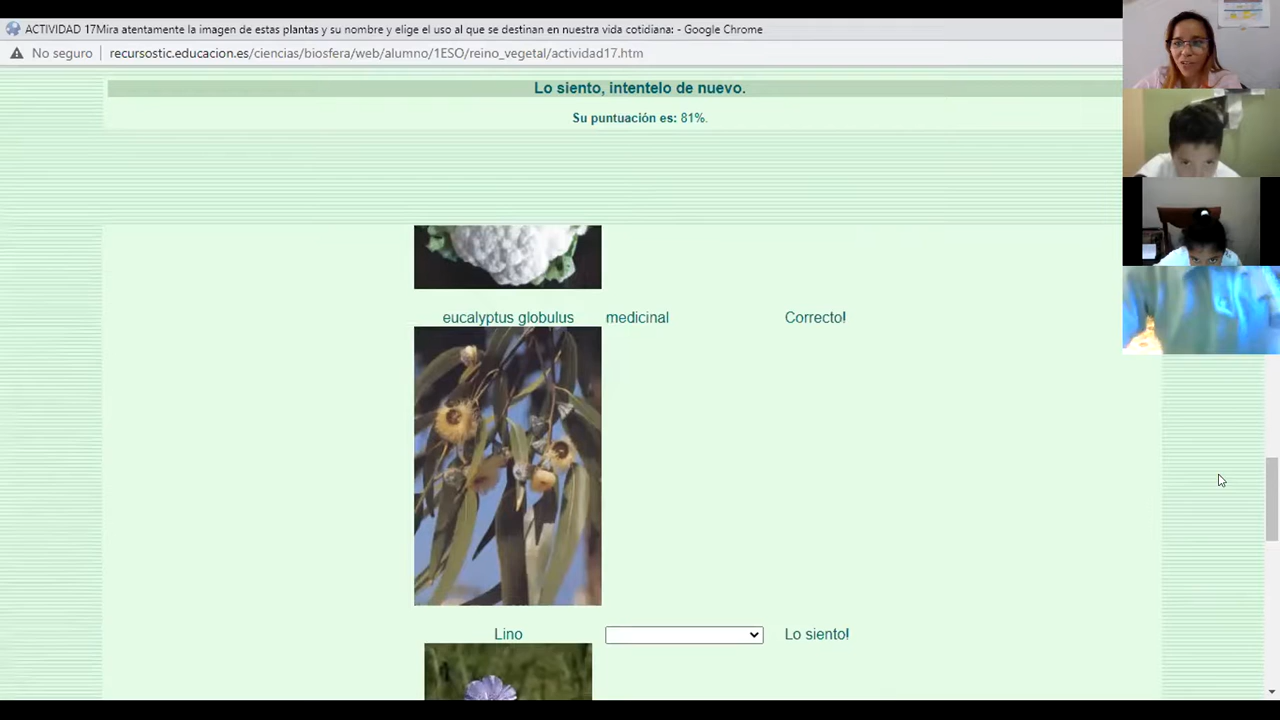 ACTIVIDAD 17Mira atentamente la imagen de estas plantas y su nombre y elige el uso al que se destinan en nuestra vida cotidiana: - Google Chrome
No seguro | recursostic.educacion.es/ciencias/biosfera/web/alumno/1ESO/reino_vegetal/actividad17.htm
Lo siento, intentelo de nuevo.
Su puntuación es: 81%.
eucalyptus globulus medicinal Correcto!
Lino Lo siento!